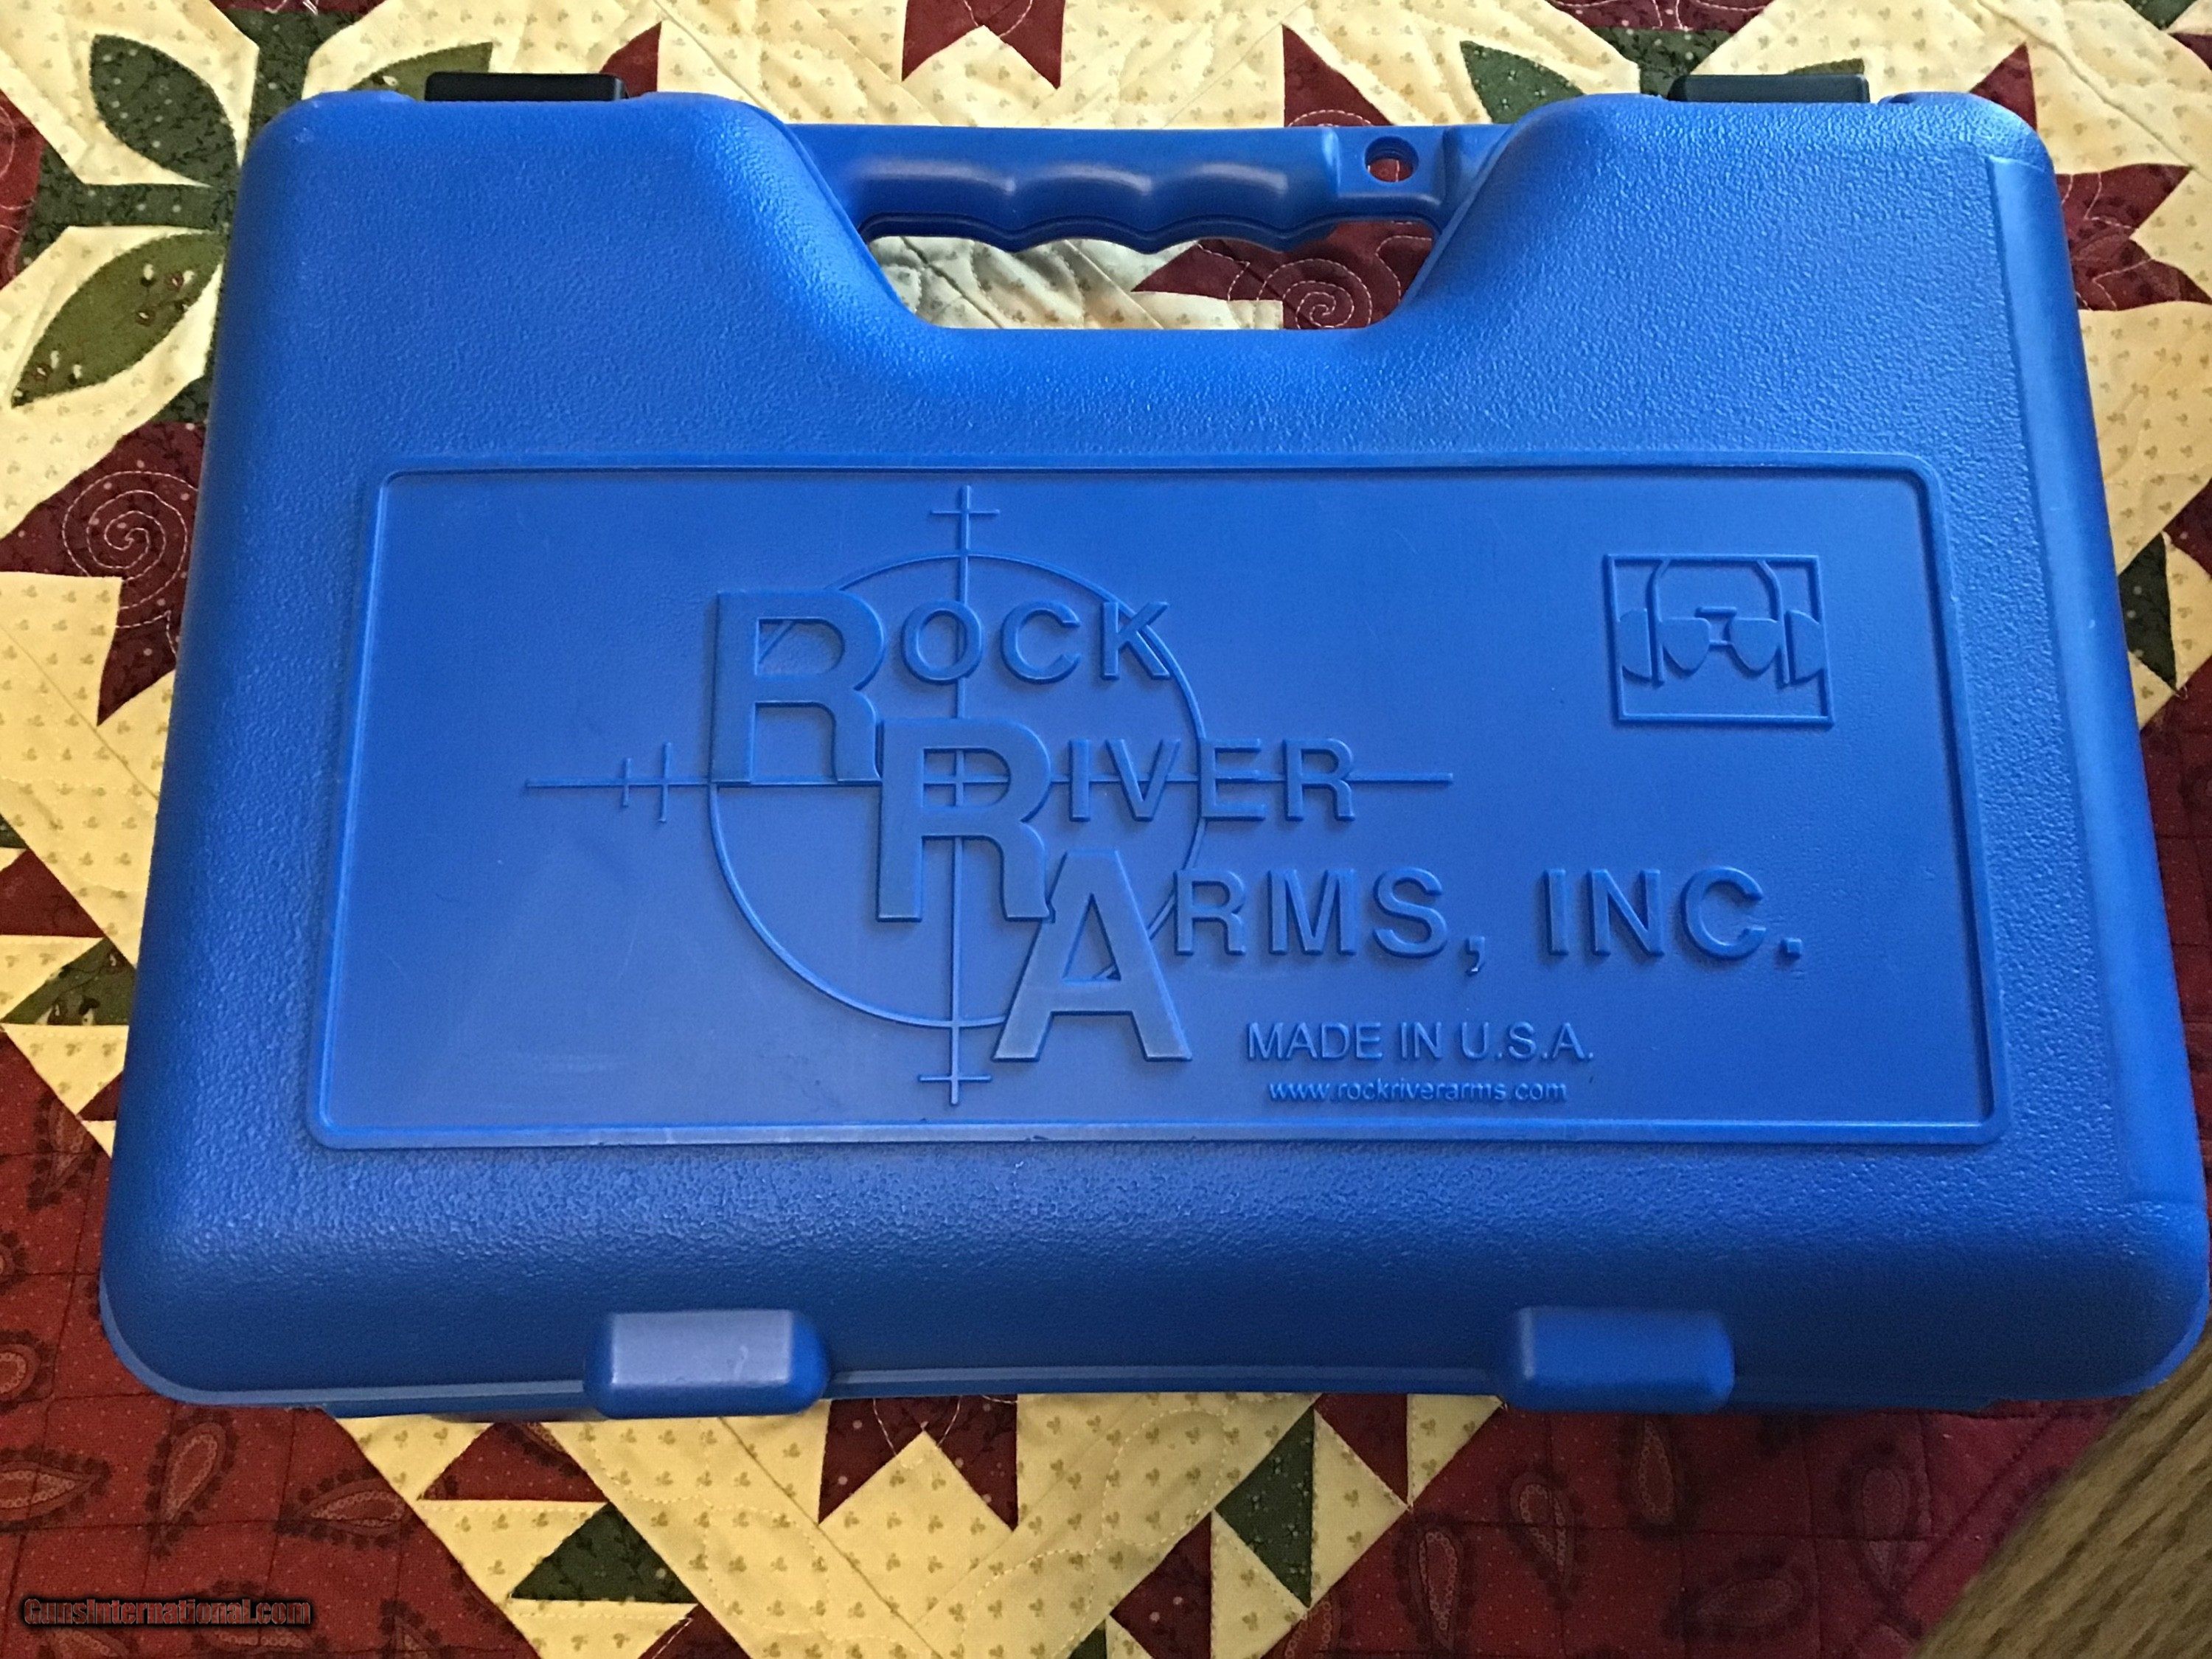 ROCK
RIVER
ARMS, INC.
MADE IN U.S.A.
www.rockriverarms.com
GunsInternational.com